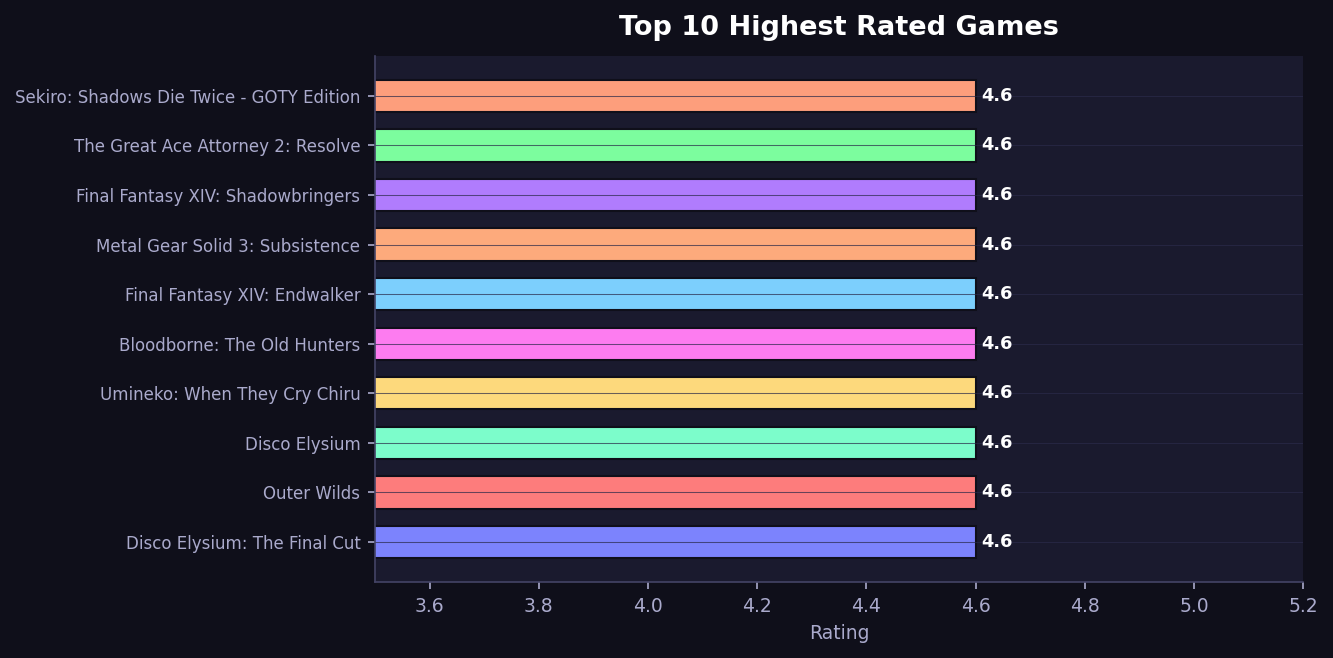 Top 10 Highest Rated Games
Sekiro: Shadows Die Twice - GOTY Edition 4.6
The Great Ace Attorney 2: Resolve 4.6
Final Fantasy XIV: Shadowbringers 4.6
Metal Gear Solid 3: Subsistence 4.6
Final Fantasy XIV: Endwalker 4.6
Bloodborne: The Old Hunters 4.6
Umineko: When They Cry Chiru 4.6
Disco Elysium 4.6
Outer Wilds 4.6
Disco Elysium: The Final Cut 4.6
3.6 3.8 4.0 4.2 4.4 4.6 4.8 5.0 5.2
Rating